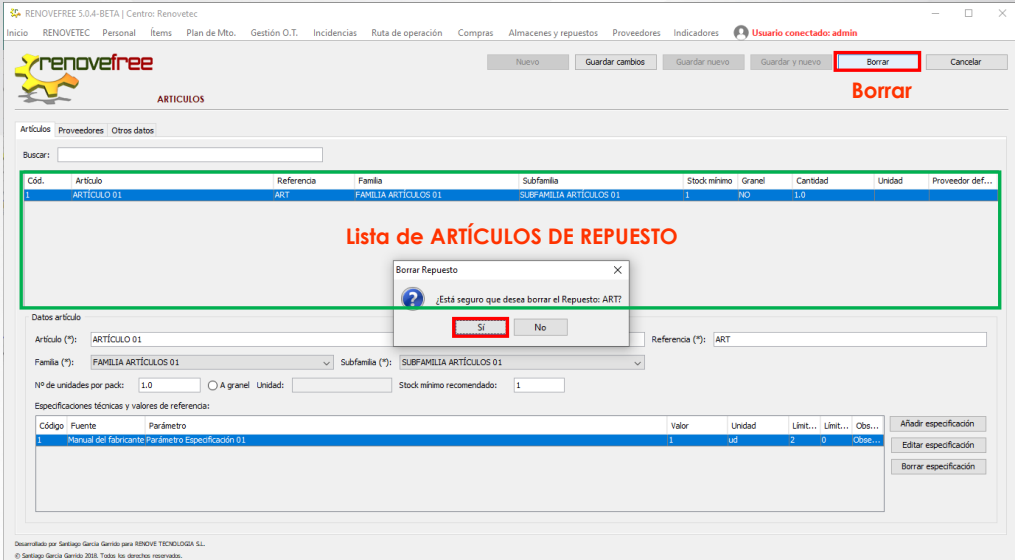 RENOVEFREE 5.0.4-BETA | Centro: Renovetec
Inicio RENOVETEC Personal Ítems Plan de Mto. Gestión O.T. Incidencias Ruta de operación Compras Almacenes y repuestos Proveedores Indicadores Usuario conectado: admin
renovefree
Nuevo Guardar cambios Guardar nuevo Guardar y nuevo Borrar Cancelar
ARTICULOS
Borrar
Artículos Proveedores Otros datos
Buscar:
Cód. Artículo Referencia Familia Subfamilia Stock mínimo Granel Cantidad Unidad Proveedor def...
1 ARTÍCULO 01 ART FAMILIA ARTÍCULOS 01 SUBFAMILIA ARTÍCULOS 01 1 NO 1.0
Lista de ARTÍCULOS DE REPUESTO
Borrar Repuesto
¿Está seguro que desea borrar el Repuesto: ART?
Sí No
Datos artículo
Artículo (*): ARTÍCULO 01 Referencia (*): ART
Familia (*): FAMILIA ARTÍCULOS 01 Subfamilia (*): SUBFAMILIA ARTÍCULOS 01
Nº de unidades por pack: 1.0 A granel Unidad: Stock mínimo recomendado: 1
Especificaciones técnicas y valores de referencia:
Código Fuente Parámetro Valor Unidad Límit... Límit... Obs...
1 Manual del fabricante Parámetro Especificación 01 1 ud 2 0 Obse...
Añadir especificación
Editar especificación
Borrar especificación
Desarrollado por Santiago García Garrido para RENOVE TECNOLOGIA S.L.
© Santiago García Garrido 2018. Todos los derechos reservados.